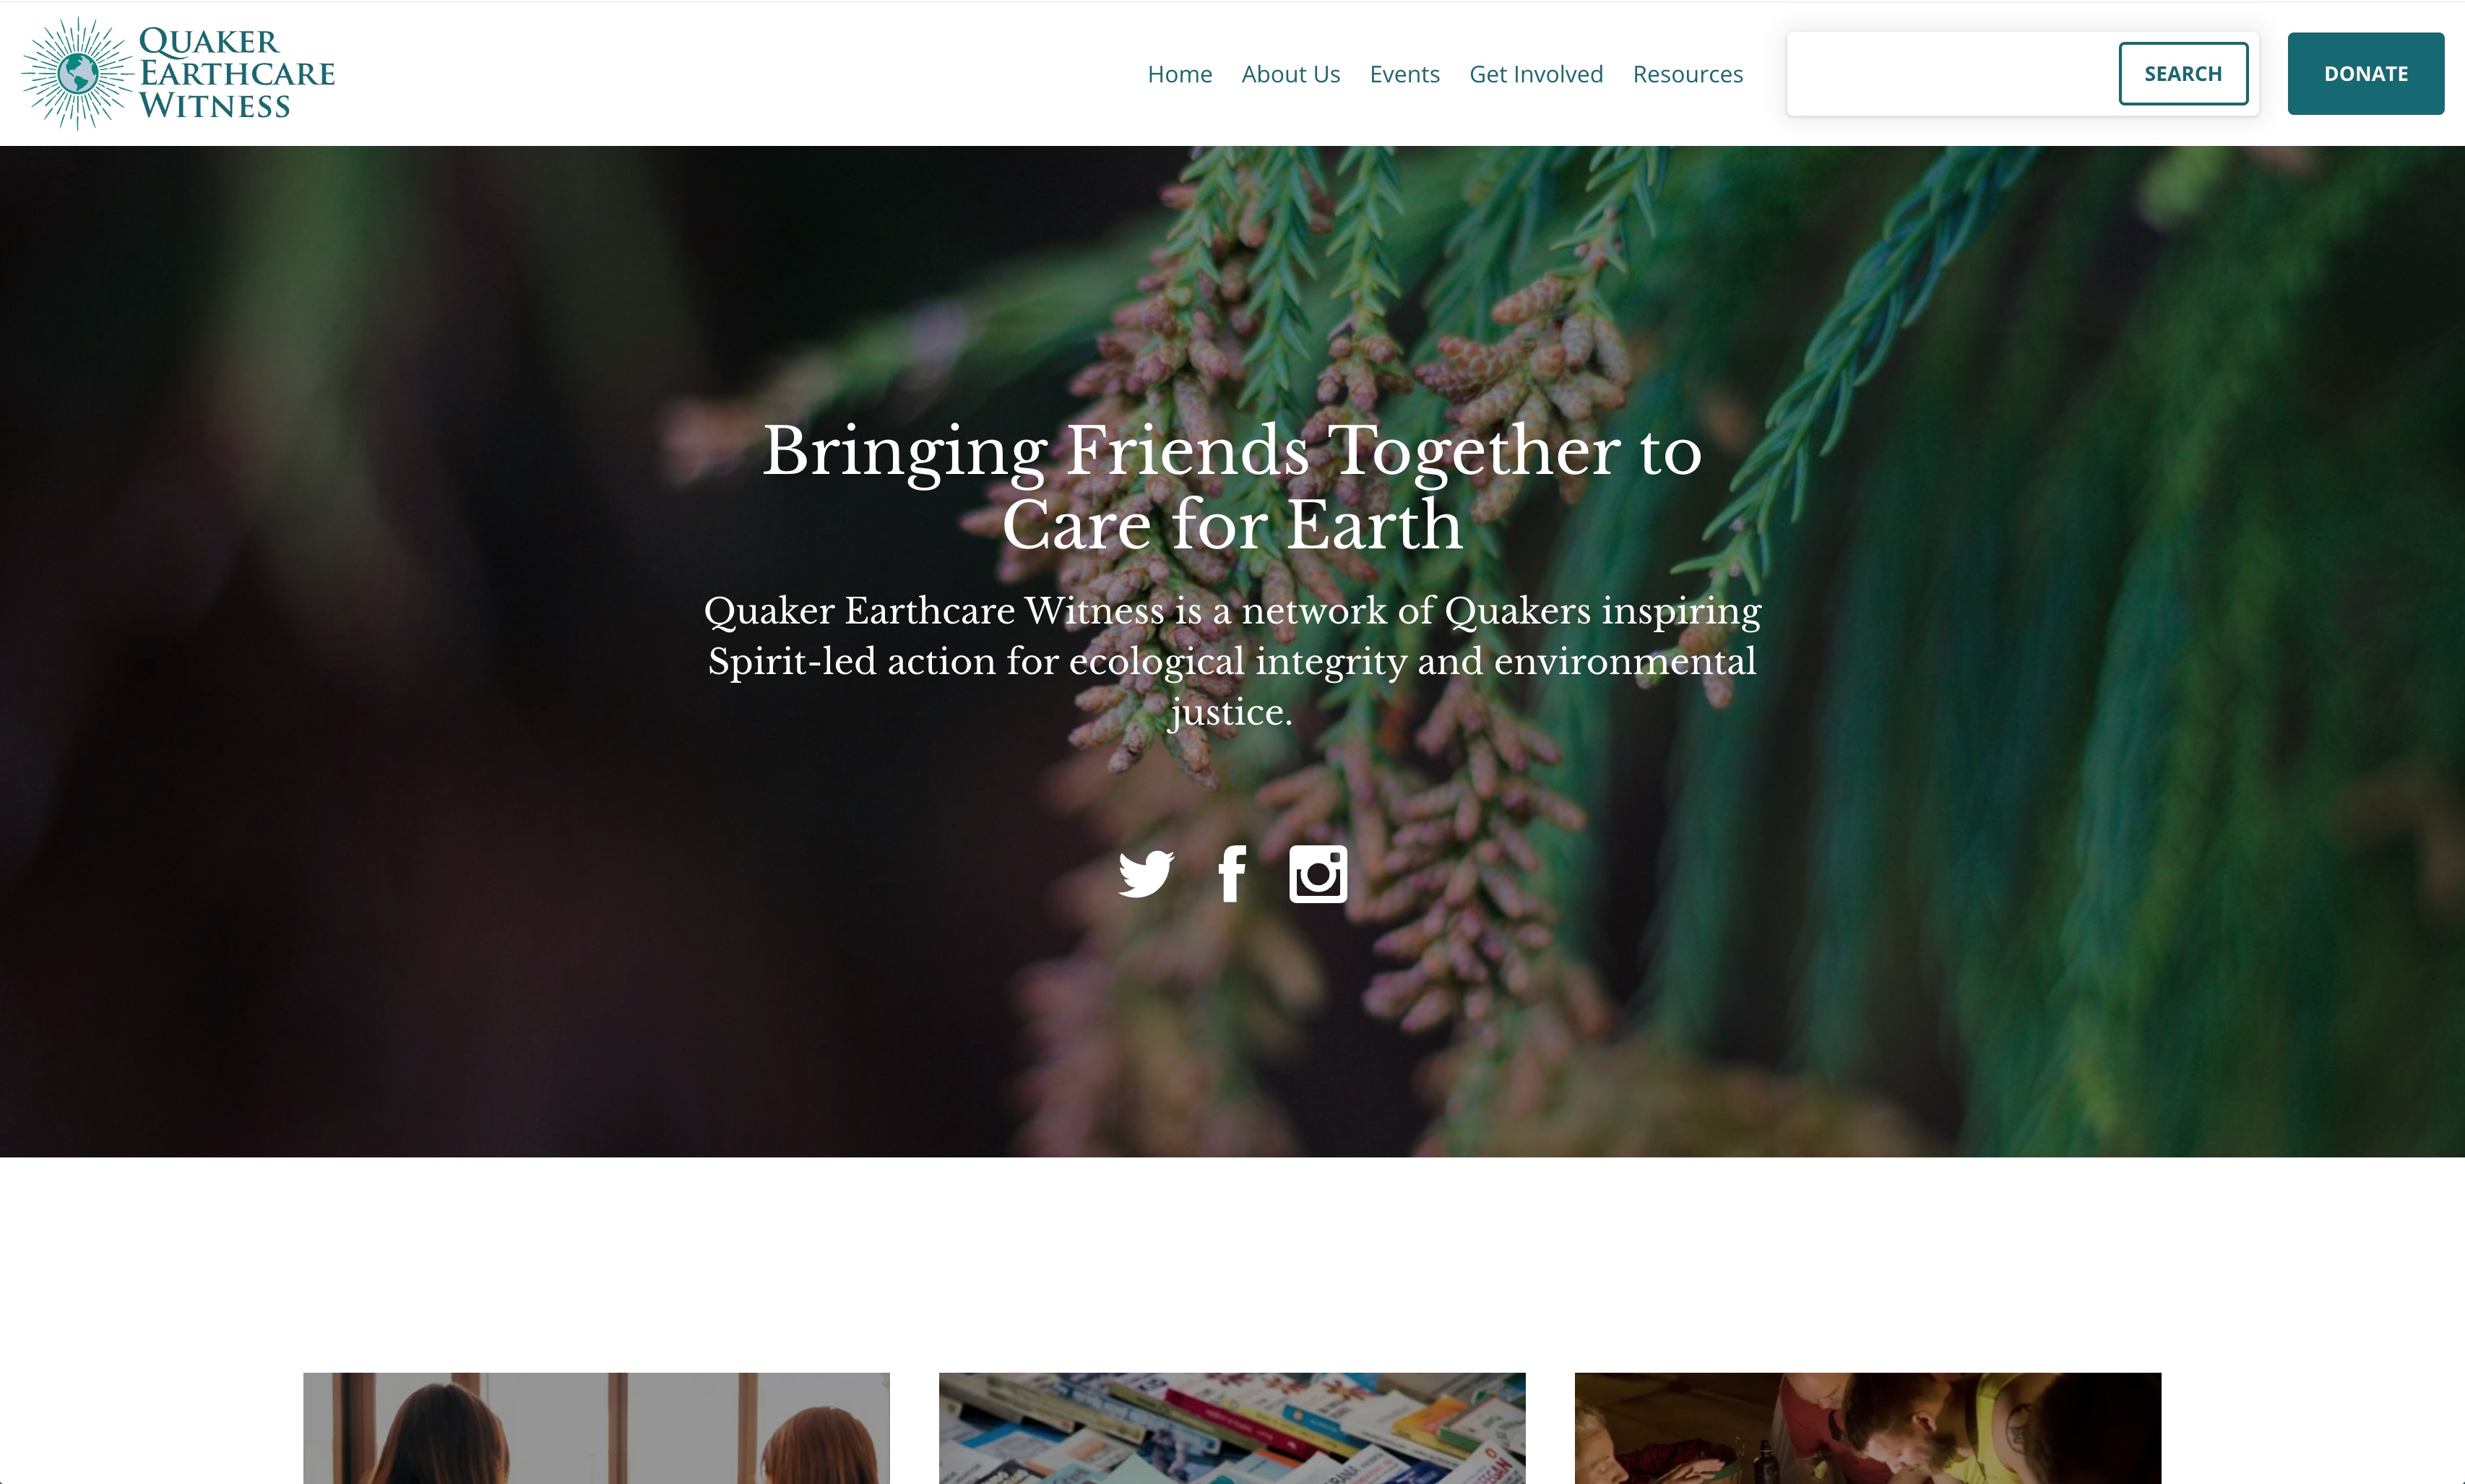 QUAKER
EARTHCARE
WITNESS
Home About Us Events Get Involved Resources SEARCH DONATE
Bringing Friends Together to
Care for Earth
Quaker Earthcare Witness is a network of Quakers inspiring
Spirit-led action for ecological integrity and environmental
justice.